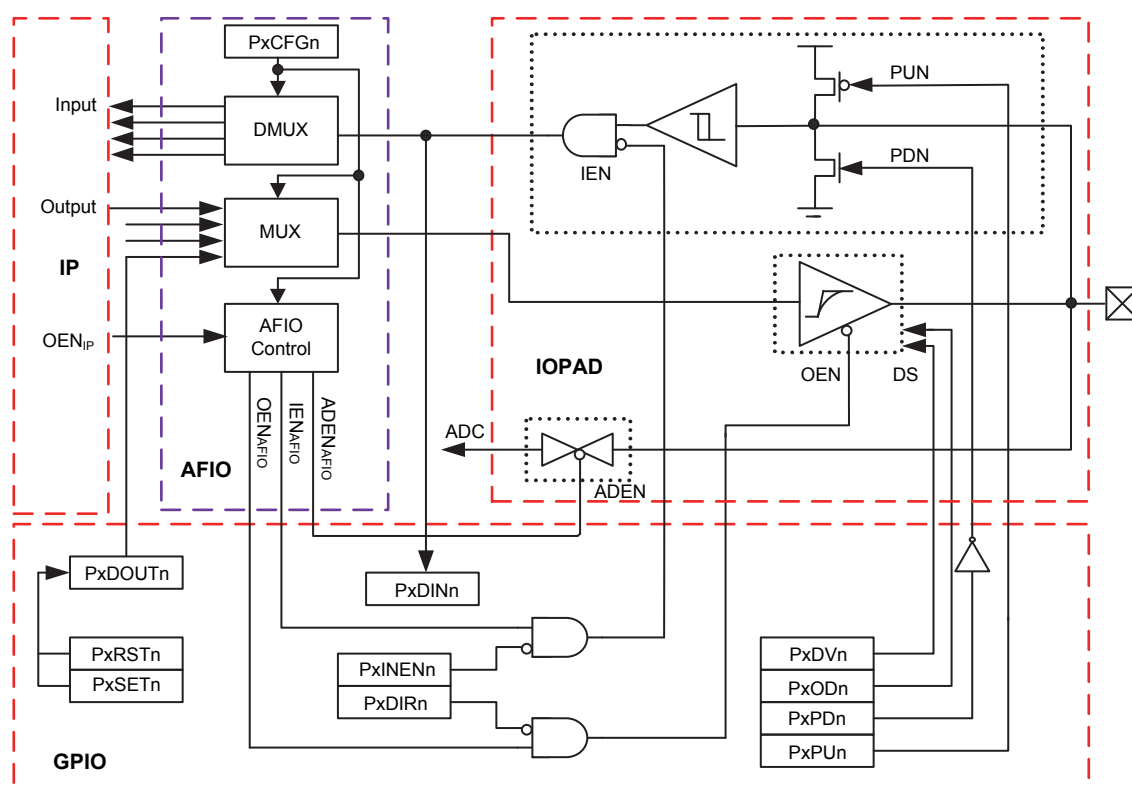 PxCFGn
PUN
Input
DMUX
IEN
PDN
Output
MUX
IP
OENIP
AFIO
Control
IOPAD
OEN
DS
OENAFIO
IENAFIO
ADENAFIO
ADC
AFIO
ADEN
PxDOUTn
PxDINn
PxRSTn
PxSETn
PxINENn
PxDIRn
PxDVn
PxODn
PxPDn
PxPUn
GPIO